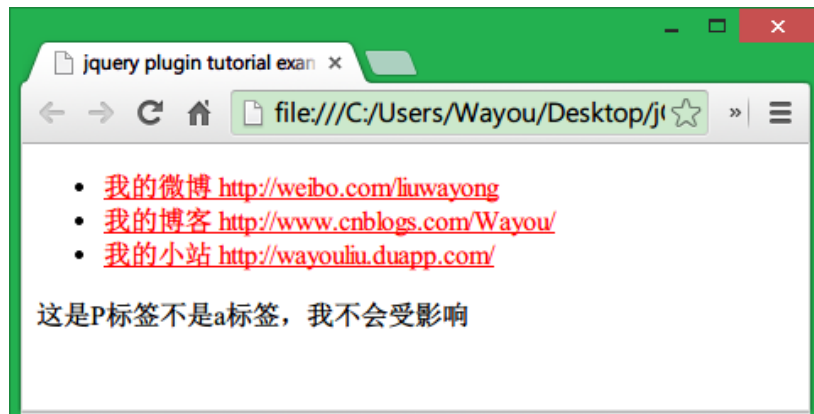 jquery plugin tutorial exan
file:///C:/Users/Wayou/Desktop/j
我的微博 http://weibo.com/liuwayong
我的博客 http://www.cnblogs.com/Wayou/
我的小站 http://wayouliu.duapp.com/
这是P标签不是a标签，我不会受影响